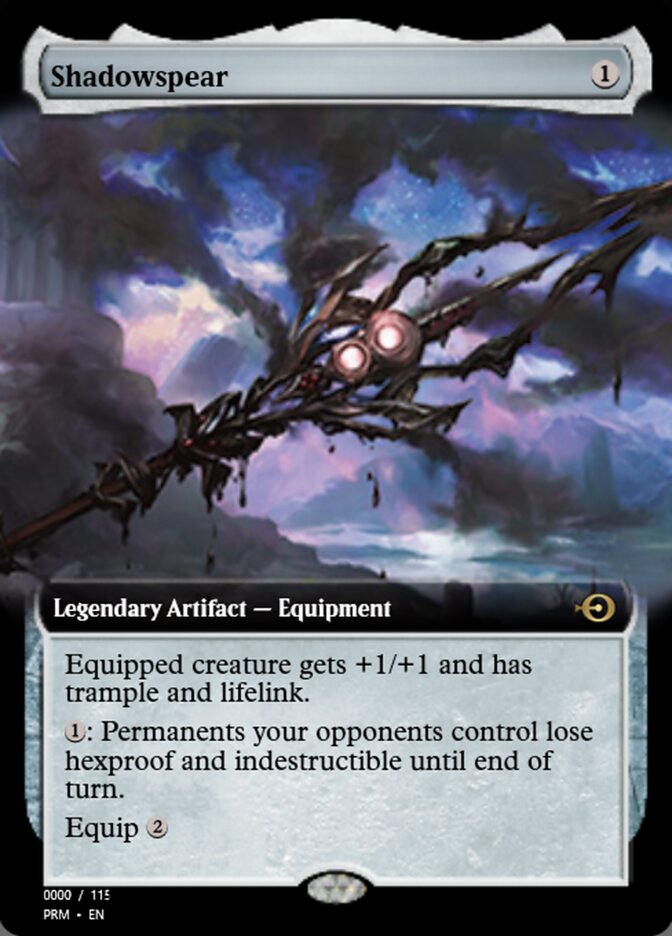 Shadowspear 1
Legendary Artifact — Equipment
Equipped creature gets +1/+1 and has
trample and lifelink.
1: Permanents your opponents control lose
hexproof and indestructible until end of
turn.
Equip 2
0000 / 115
PRM • EN